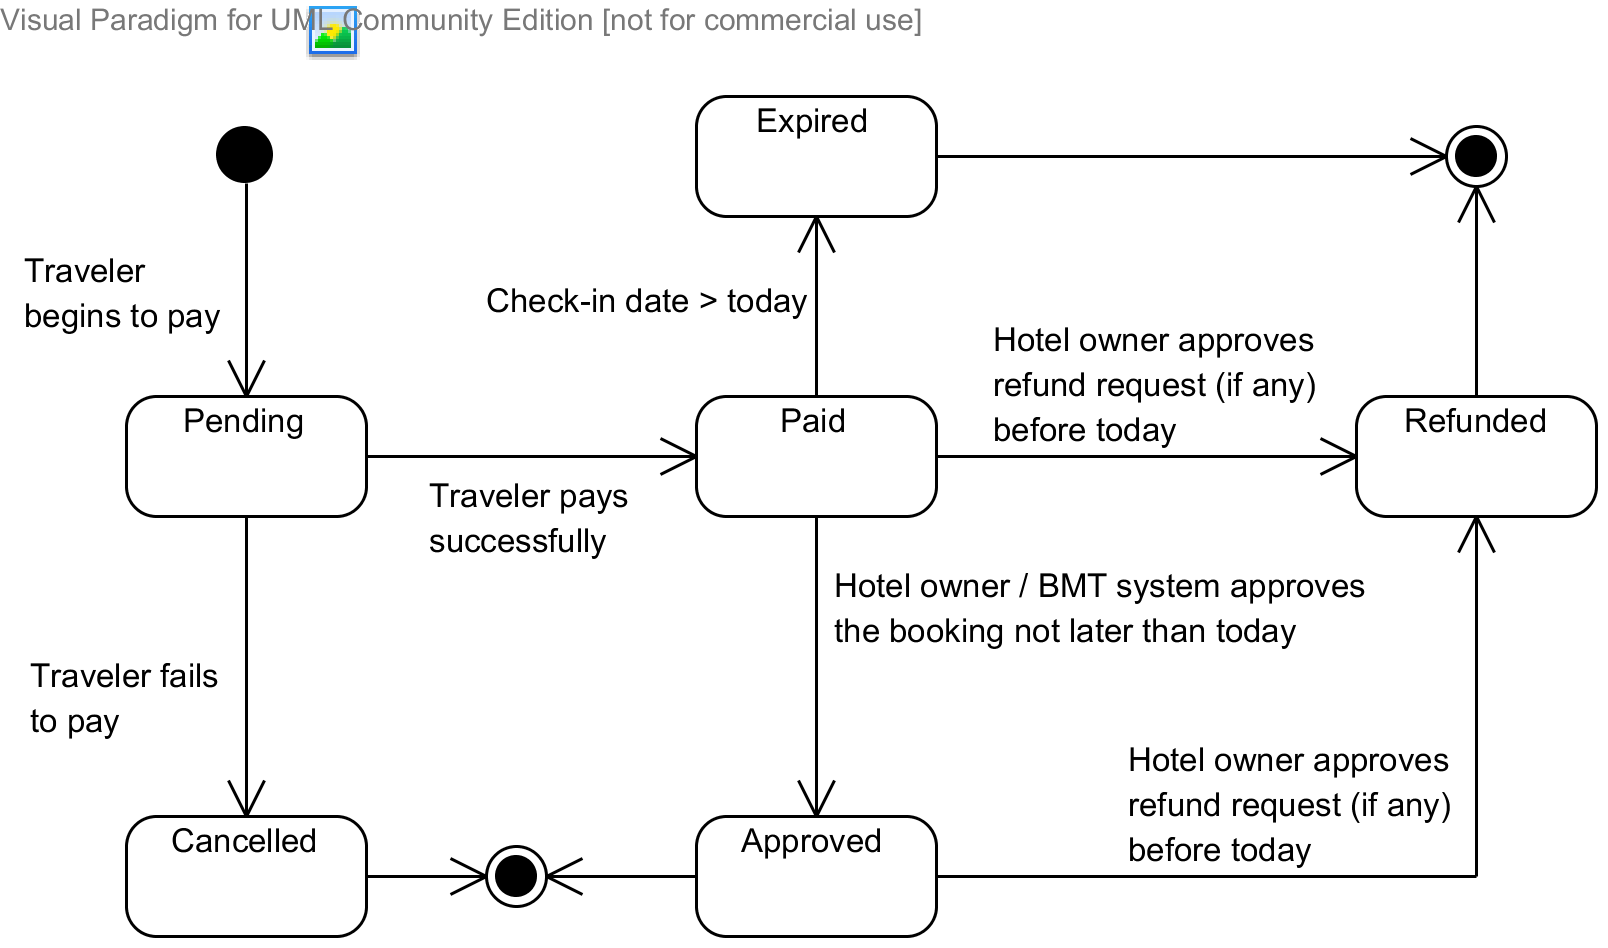 Visual Paradigm for UML Community Edition [not for commercial use]
Expired
Traveler
begins to pay
Check-in date > today
Hotel owner approves
refund request (if any)
before today
Pending
Paid
Refunded
Traveler pays
successfully
Hotel owner / BMT system approves
the booking not later than today
Traveler fails
to pay
Hotel owner approves
refund request (if any)
before today
Cancelled
Approved